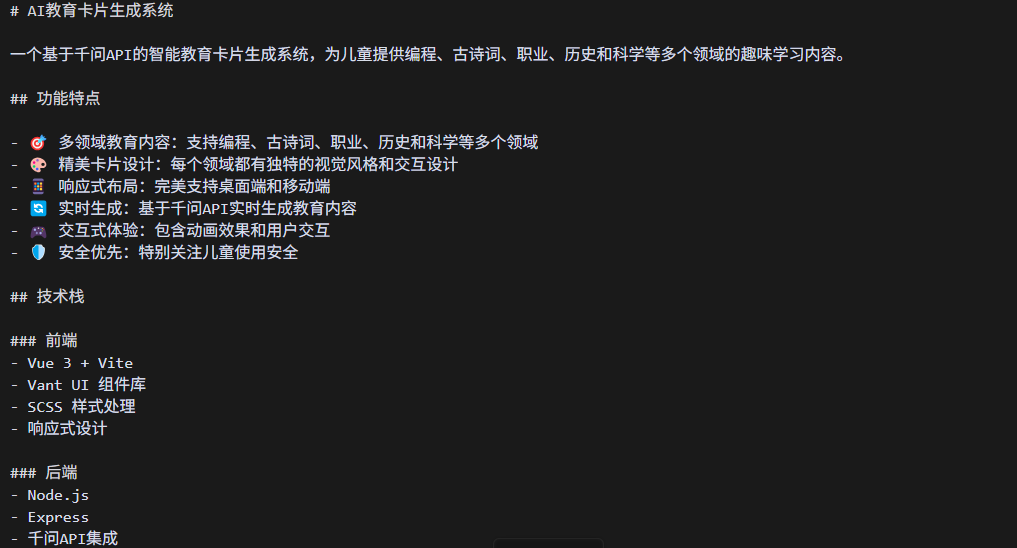 # AI教育卡片生成系统
一个基于千问API的智能教育卡片生成系统，为儿童提供编程、古诗词、职业、历史和科学等多个领域的趣味学习内容。
## 功能特点
- 🎯 多领域教育内容：支持编程、古诗词、职业、历史和科学等多个领域
- 🎨 精美卡片设计：每个领域都有独特的视觉风格和交互设计
- 📱 响应式布局：完美支持桌面端和移动端
- 🔄 实时生成：基于千问API实时生成教育内容
- 🎮 交互式体验：包含动画效果和用户交互
- 🛡️ 安全优先：特别关注儿童使用安全
## 技术栈
### 前端
- Vue 3 + Vite
- Vant UI 组件库
- SCSS 样式处理
- 响应式设计
### 后端
- Node.js
- Express
- 千问API集成